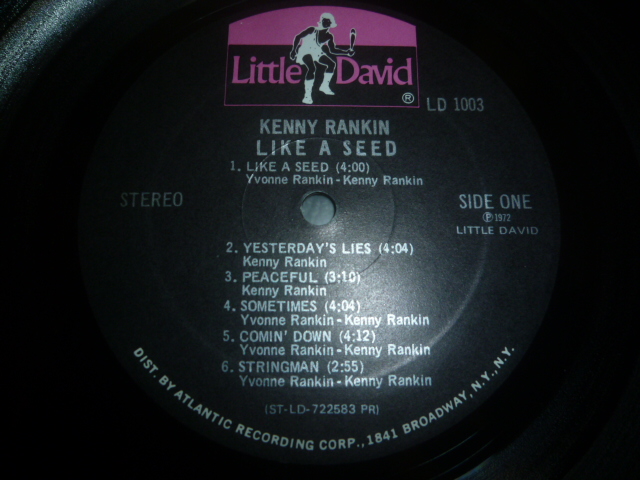 Little David ®
LD 1003
KENNY RANKIN
LIKE A SEED
1. LIKE A SEED (4:00)
Yvonne Rankin - Kenny Rankin
STEREO
SIDE ONE
℗ 1972
LITTLE DAVID
2. YESTERDAY'S LIES (4:04)
Kenny Rankin
3. PEACEFUL (3:10)
Kenny Rankin
4. SOMETIMES (4:04)
Yvonne Rankin - Kenny Rankin
5. COMIN' DOWN (4:12)
Yvonne Rankin - Kenny Rankin
6. STRINGMAN (2:55)
Yvonne Rankin - Kenny Rankin
(ST-LD-722583 PR)
DIST. BY ATLANTIC RECORDING CORP., 1841 BROADWAY, N.Y., N.Y.